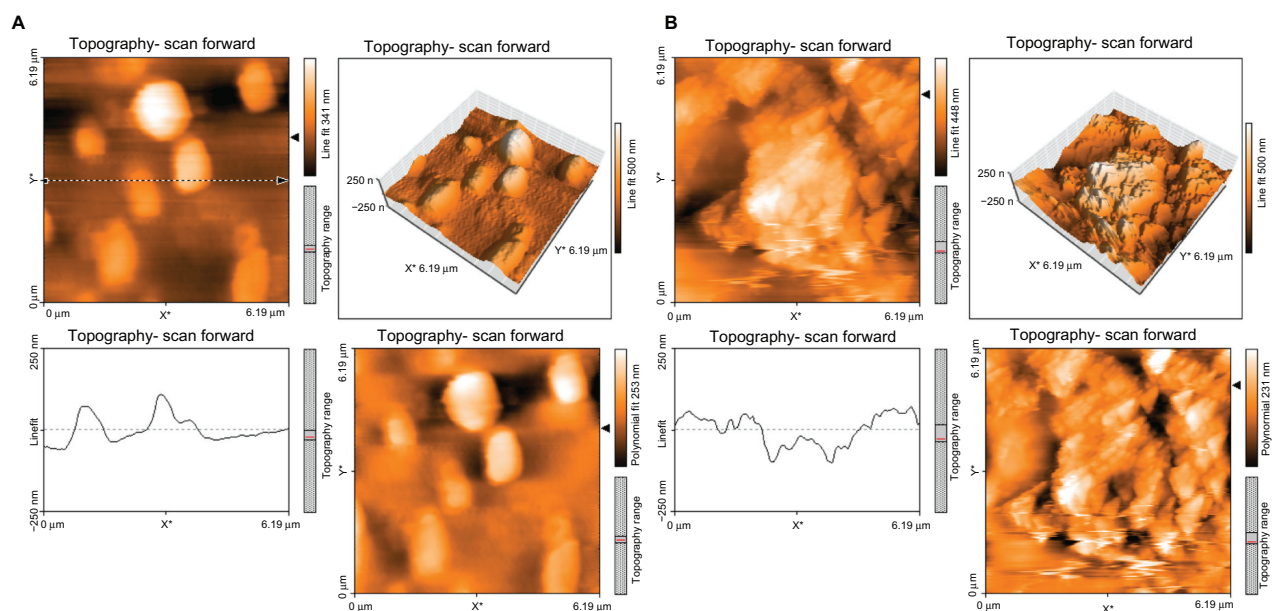 A
Topography- scan forward
6.19 µm
Y*
0 µm
0 µm
X*
6.19 µm
Line fit 341 nm
Topography range
Topography- scan forward
250 n
−250 n
X* 6.19 µm
Y* 6.19 µm
Line fit 500 nm
Topography- scan forward
250 nm
Linefit
−250 nm
0 µm
X*
6.19 µm
Topography range
Topography- scan forward
6.19 µm
Y*
0 µm
0 µm
X*
6.19 µm
Polynomial fit 253 nm
Topography range
B
Topography- scan forward
6.19 µm
Y*
0 µm
0 µm
X*
6.19 µm
Line fit 448 nm
Topography range
Topography- scan forward
250 n
−250 n
X* 6.19 µm
Y* 6.19 µm
Line fit 500 nm
Topography- scan forward
250 nm
Linefit
−250 nm
0 µm
X*
6.19 µm
Topography range
Topography- scan forward
6.19 µm
Y*
0 µm
0 µm
X*
6.19 µm
Polynormial 231 nm
Topography range